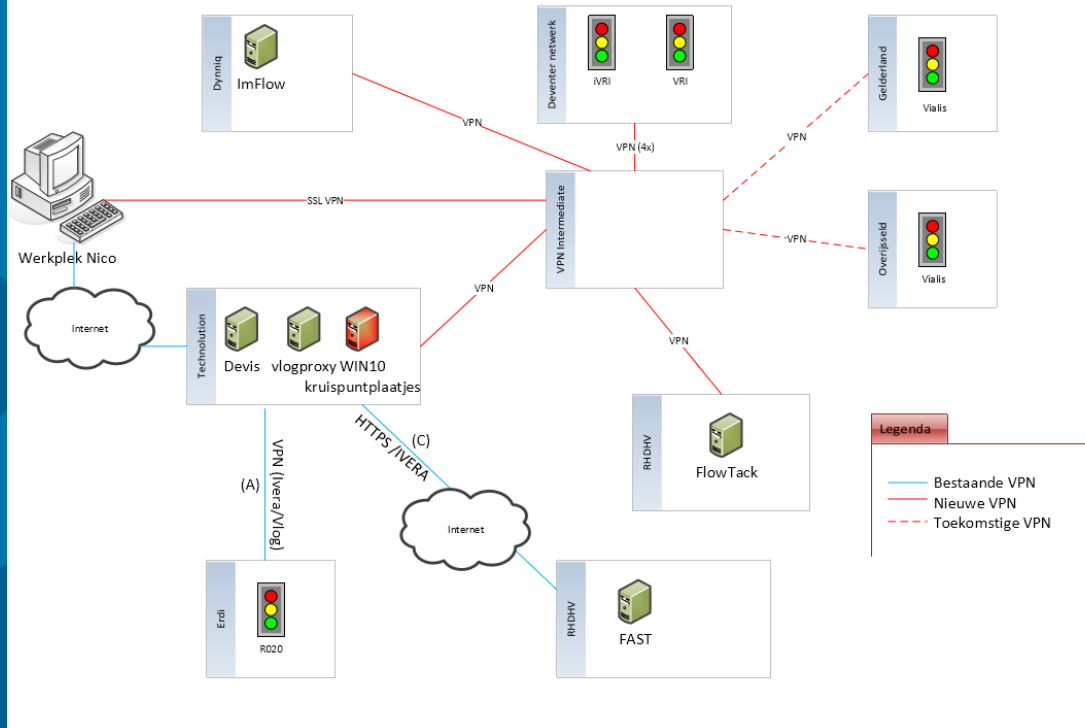 Dynniq
ImFlow
Deventer netwerk
iVRI
VRI
Gelderland
Vialis
VPN
VPN (4x)
VPN
Werkplek Nico
SSL VPN
VPN Intermediate
Overijsseld
Vialis
VPN
Internet
Technolution
Devis
vlogproxy
WIN10
kruispuntplaatjes
VPN
VPN
RHDHV
FlowTack
Legenda
Bestaande VPN
Nieuwe VPN
Toekomstige VPN
(A)
VPN (Ivera/Vlog)
(C)
HTTPS /IVERA
Internet
Erdi
R020
RHDHV
FAST